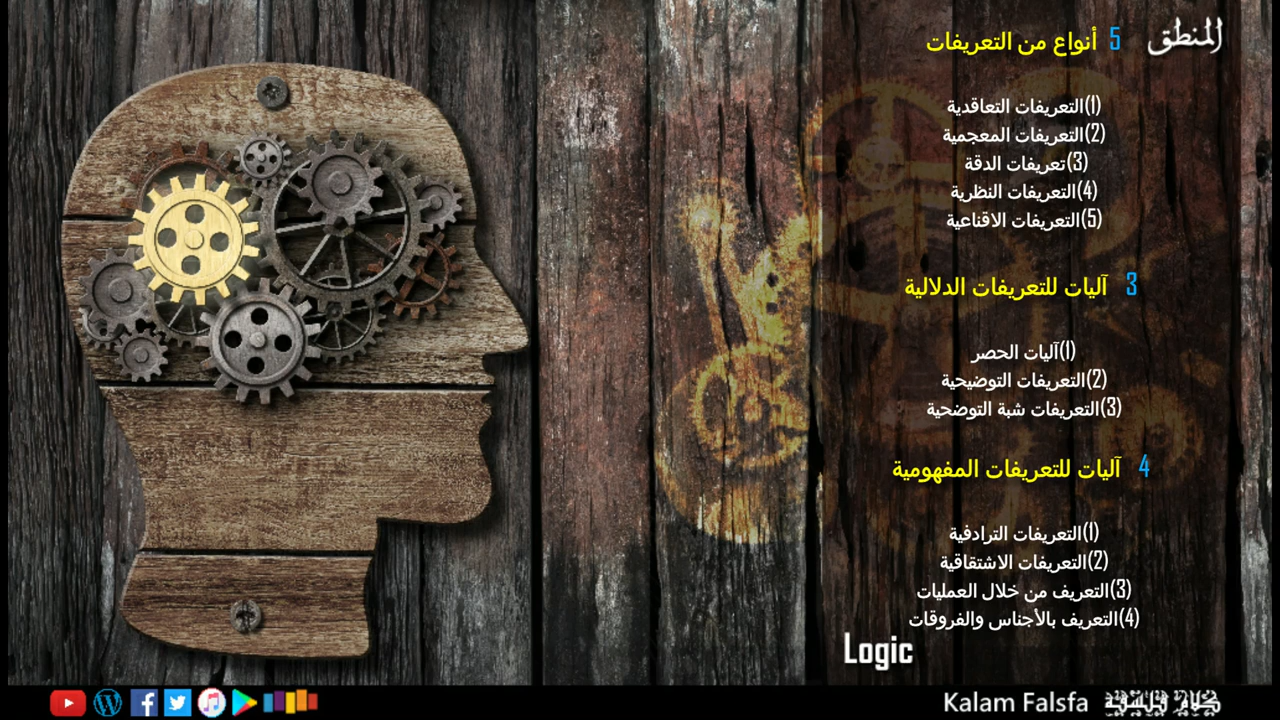 المنطق
5 أنواع من التعريفات
(1)التعريفات التعاقدية
(2)التعريفات المعجمية
(3)تعريفات الدقة
(4)التعريفات النظرية
(5)التعريفات الاقناعية
3 آليات للتعريفات الدلالية
(1)آليات الحصر
(2)التعريفات التوضيحية
(3)التعريفات شبة التوضحية
4 آليات للتعريفات المفهومية
(1)التعريفات الترادفية
(2)التعريفات الاشتقاقية
(3)التعريف من خلال العمليات
(4)التعريف بالأجناس والفروقات
Logic
Kalam Falsfa كلام فلسفة